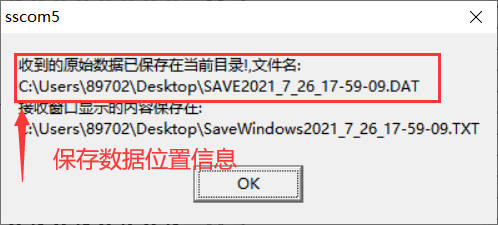 sscom5
收到的原始数据已保存在当前目录!,文件名:
C:\Users\89702\Desktop\SAVE2021_7_26_17-59-09.DAT
接收窗口显示的内容保存在:
C:\Users\89702\Desktop\SaveWindows2021_7_26_17-59-09.TXT
保存数据位置信息
OK